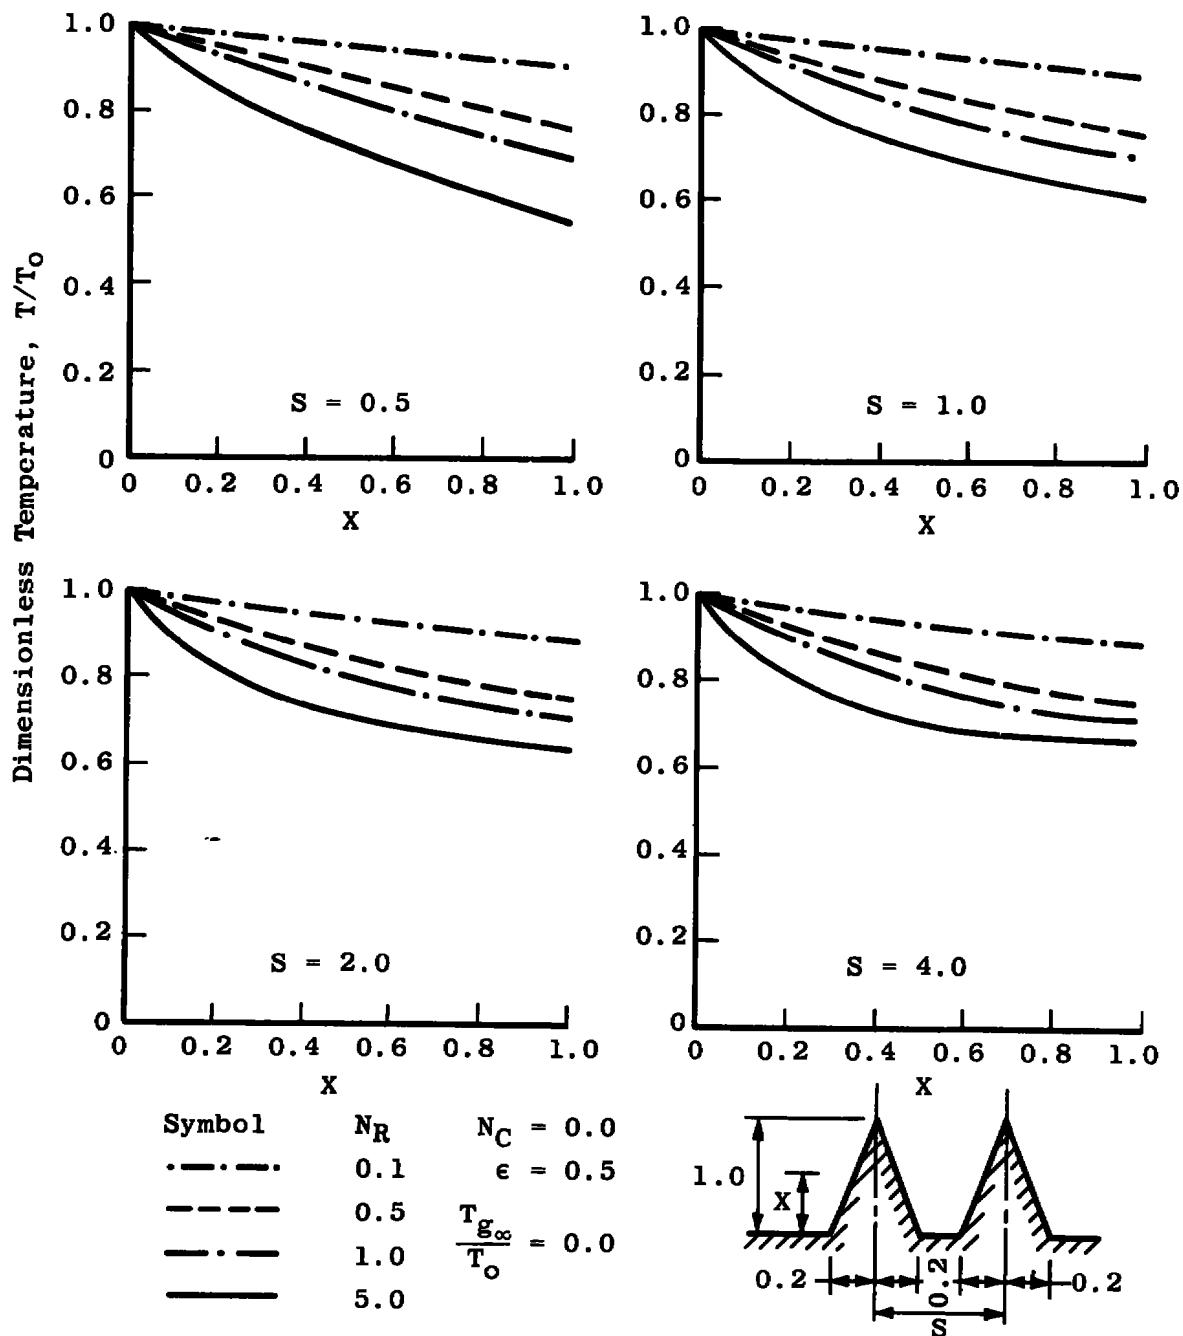 Dimensionless Temperature, T/To
1.0
0.8
0.6
0.4
0.2
0
S = 0.5
0 0.2 0.4 0.6 0.8 1.0
X
1.0
0.8
0.6
0.4
0.2
0
S = 1.0
0 0.2 0.4 0.6 0.8 1.0
X
1.0
0.8
0.6
0.4
0.2
0
S = 2.0
0 0.2 0.4 0.6 0.8 1.0
X
1.0
0.8
0.6
0.4
0.2
0
S = 4.0
0 0.2 0.4 0.6 0.8 1.0
X
Symbol NR NC = 0.0
0.1 ϵ = 0.5
0.5
1.0 Tg∞/To = 0.0
5.0
1.0
X
0.2 0.2 0.2
S